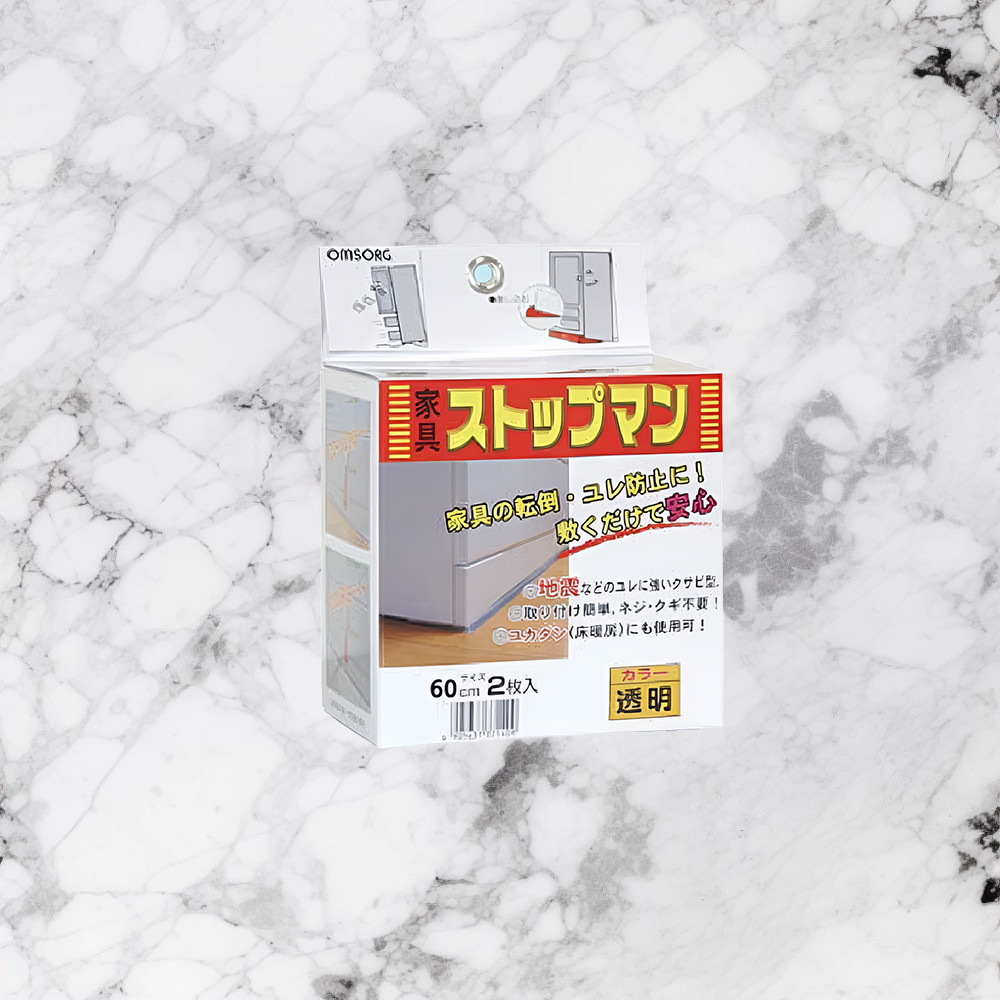 OMSORG
家具
ストップマン
家具の転倒・ユレ防止に！
敷くだけで安心
地震などのユレに強いクサビ型。
取り付け簡単、ネジ・クギ不要！
ユカダン(床暖房)にも使用可！
サイズ
60cm 2枚入
カラー
透明